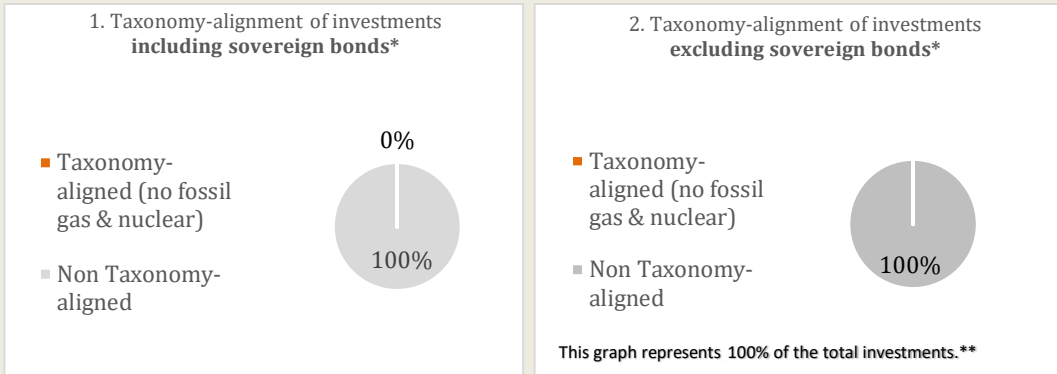 1. Taxonomy-alignment of investments
including sovereign bonds*
0%
Taxonomy-
aligned (no fossil
gas & nuclear)
100%
Non Taxonomy-
aligned
2. Taxonomy-alignment of investments
excluding sovereign bonds*
Taxonomy-
aligned (no fossil
gas & nuclear)
100%
Non Taxonomy-
aligned
This graph represents 100% of the total investments.**